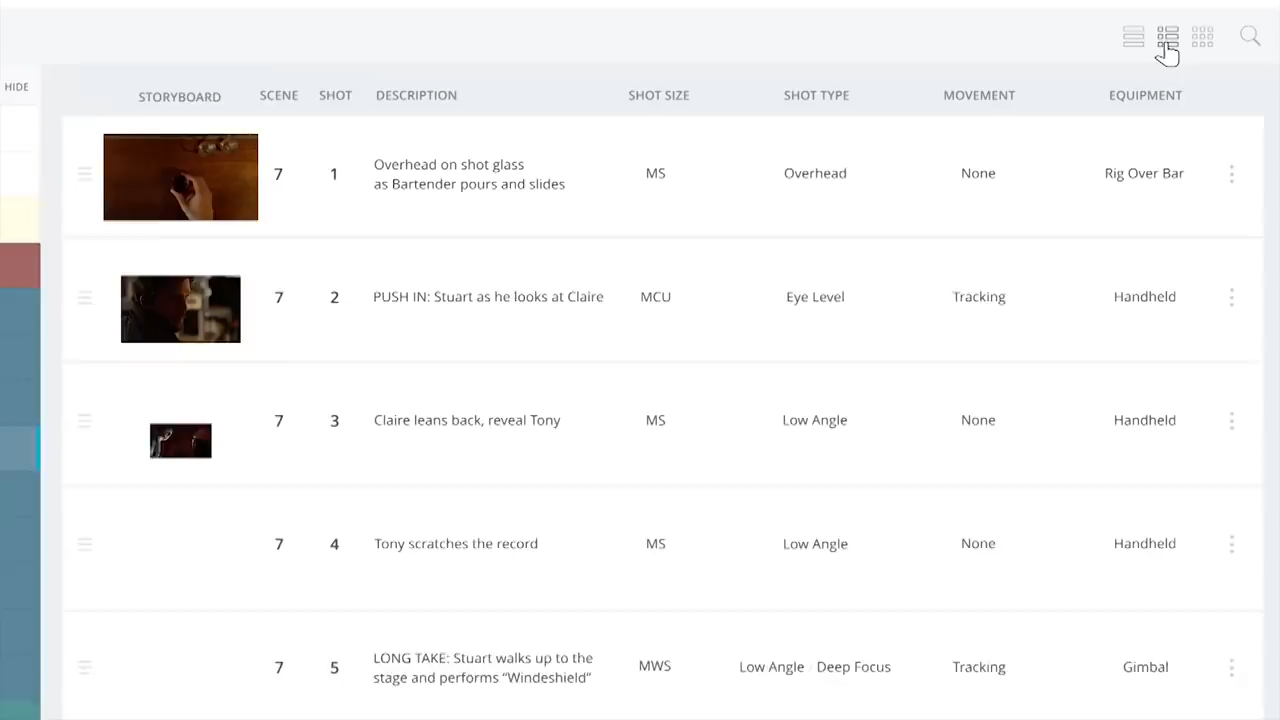 HIDE
STORYBOARD SCENE SHOT DESCRIPTION SHOT SIZE SHOT TYPE MOVEMENT EQUIPMENT
7 1 Overhead on shot glass
as Bartender pours and slides MS Overhead None Rig Over Bar
7 2 PUSH IN: Stuart as he looks at Claire MCU Eye Level Tracking Handheld
7 3 Claire leans back, reveal Tony MS Low Angle None Handheld
7 4 Tony scratches the record MS Low Angle None Handheld
7 5 LONG TAKE: Stuart walks up to the
stage and performs “Windeshield“ MWS Low Angle Deep Focus Tracking Gimbal